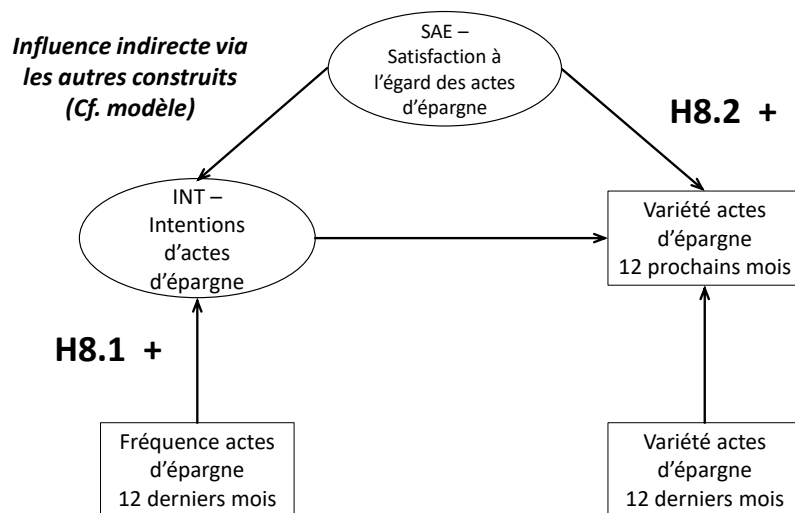 Influence indirecte via
les autres construits
(Cf. modèle)
SAE –
Satisfaction à
l'égard des actes
d'épargne
H8.2 +
INT –
Intentions
d'actes
d'épargne
Variété actes
d'épargne
12 prochains mois
H8.1 +
Fréquence actes
d'épargne
12 derniers mois
Variété actes
d'épargne
12 derniers mois